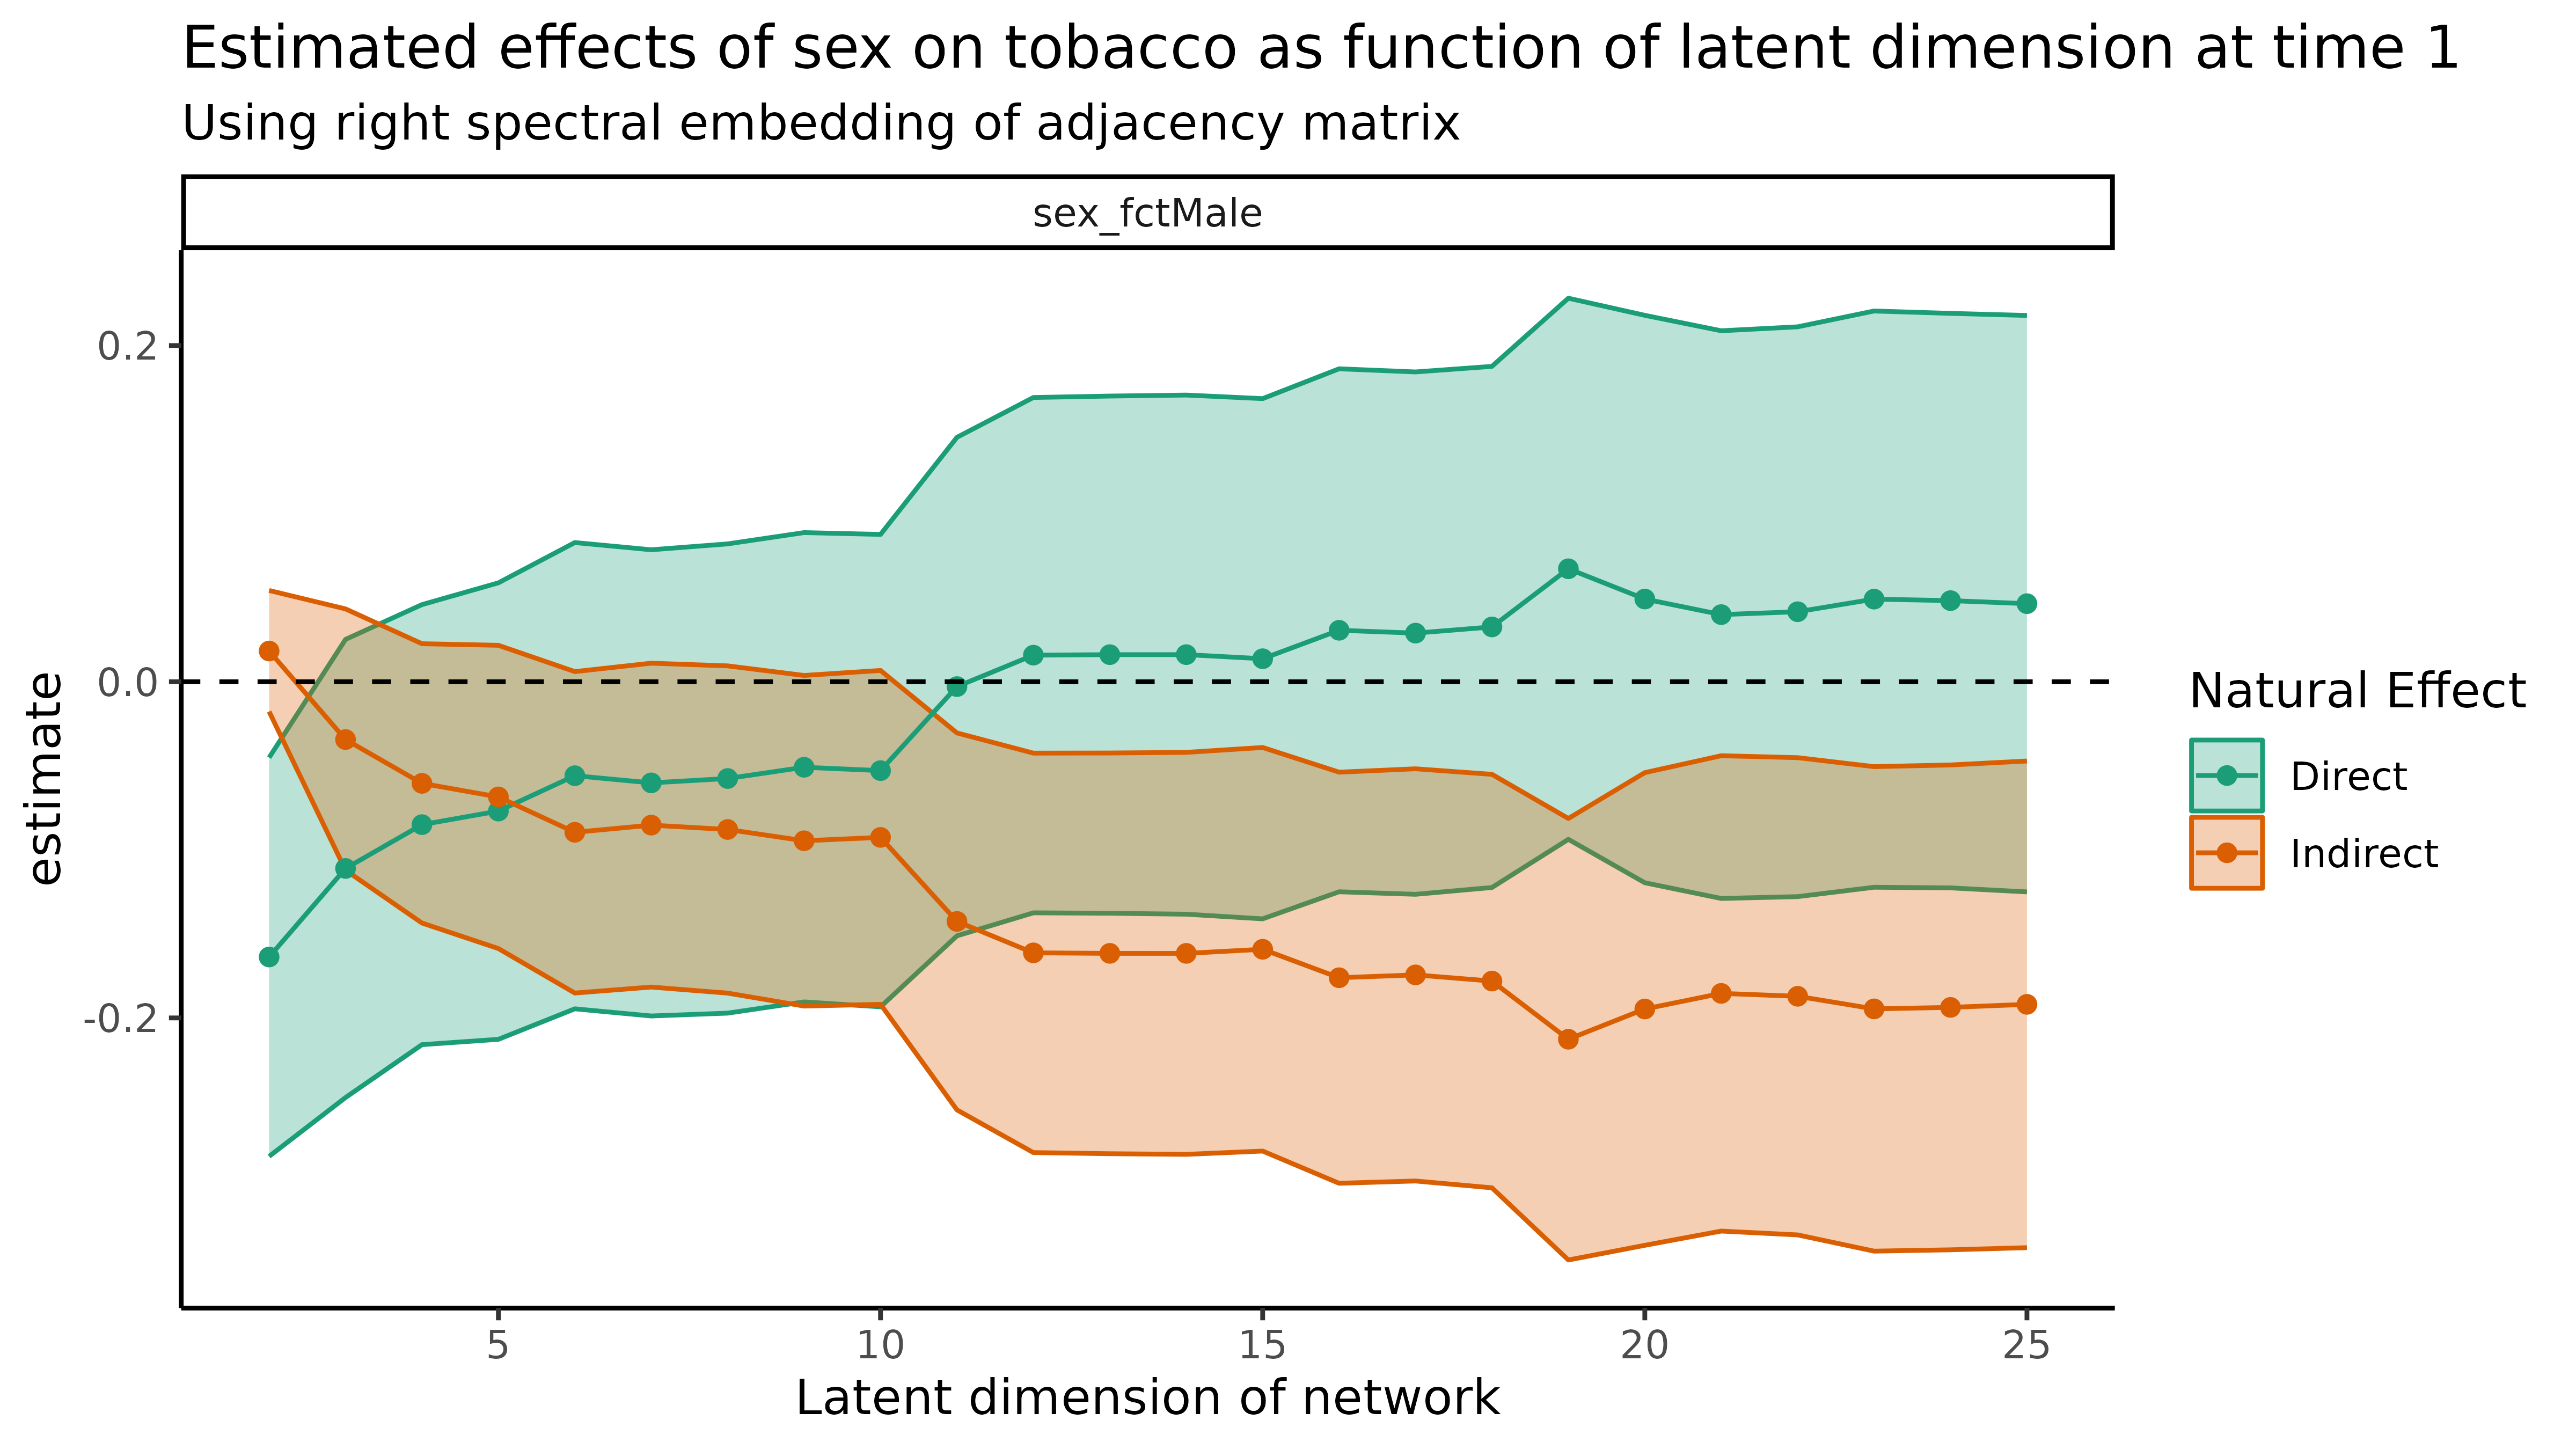 Estimated effects of sex on tobacco as function of latent dimension at time 1
Using right spectral embedding of adjacency matrix
sex_fctMale
0.2
0.0
-0.2
estimate
5 10 15 20 25
Latent dimension of network
Natural Effect
Direct
Indirect